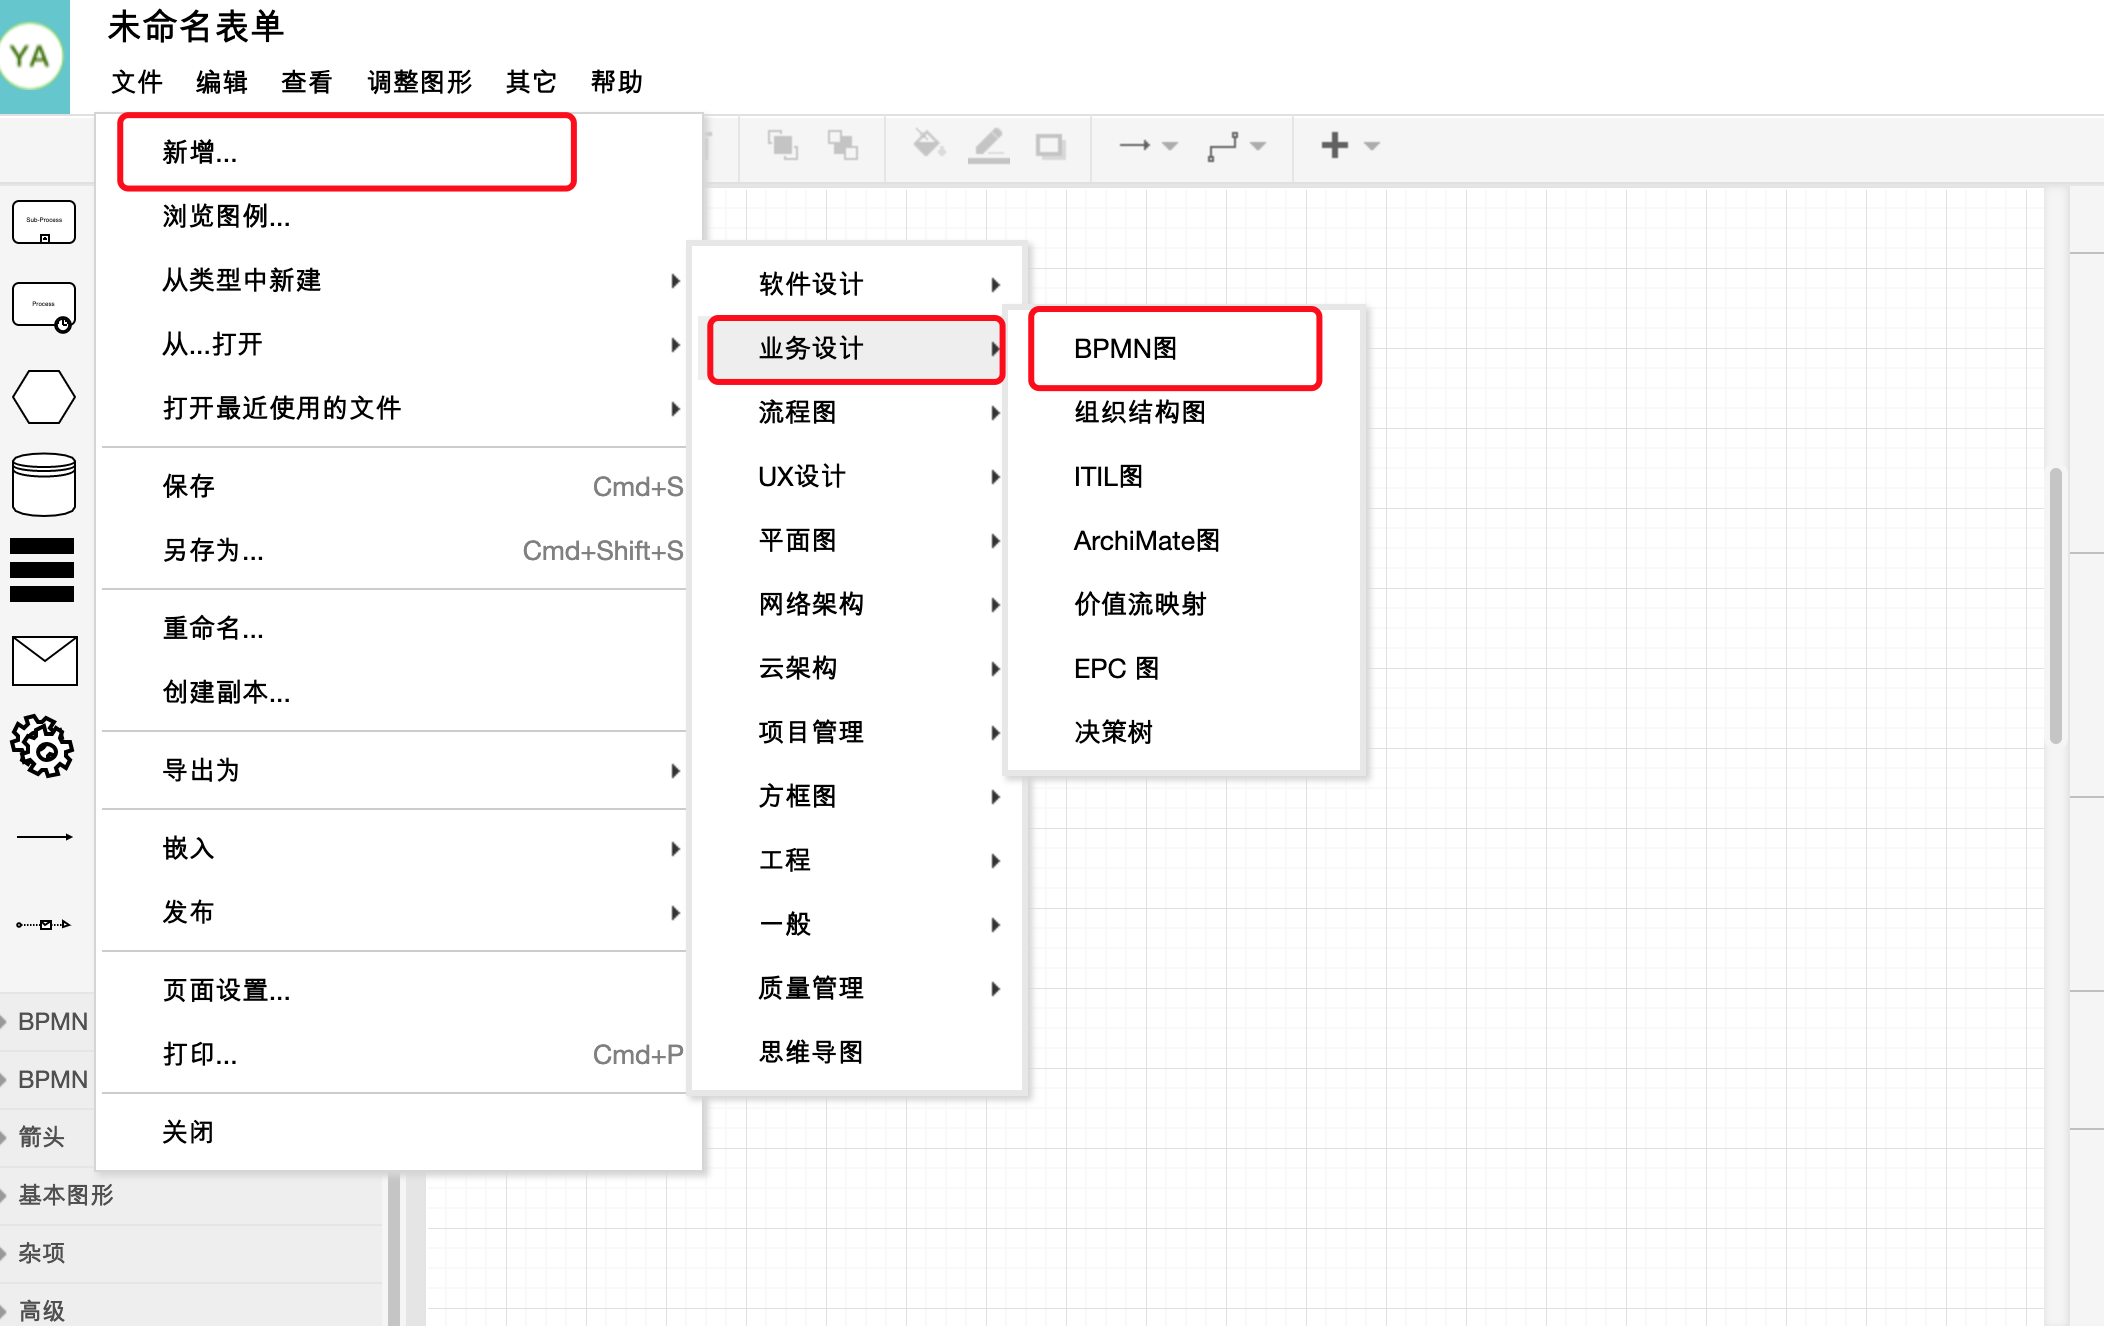 YA
未命名表单
文件 编辑 查看 调整图形 其它 帮助
新增...
浏览图例...
从类型中新建
从...打开
打开最近使用的文件
保存 Cmd+S
另存为... Cmd+Shift+S
重命名...
创建副本...
导出为
嵌入
发布
页面设置...
打印... Cmd+P
关闭
软件设计
业务设计
流程图
UX设计
平面图
网络架构
云架构
项目管理
方框图
工程
一般
质量管理
思维导图
BPMN图
组织结构图
ITIL图
ArchiMate图
价值流映射
EPC 图
决策树
Sub-Process
Process
BPMN
BPMN
箭头
基本图形
杂项
高级